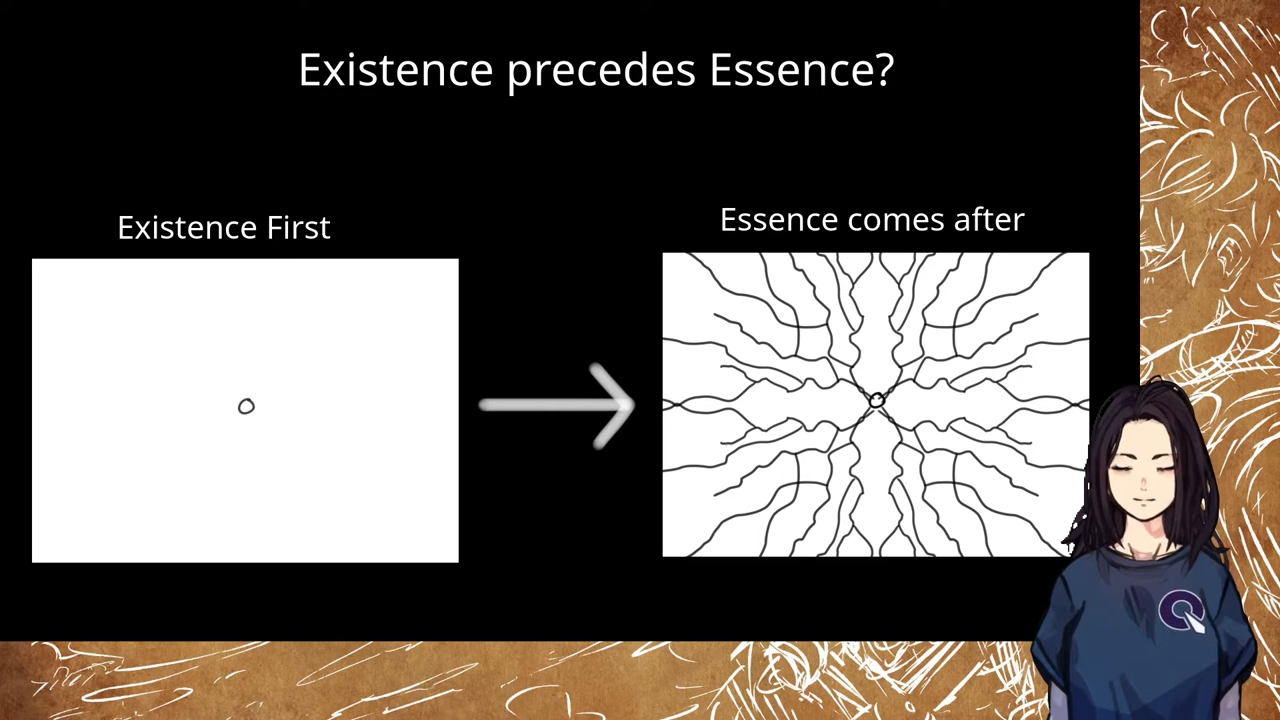 Existence precedes Essence?
Existence First
Essence comes after